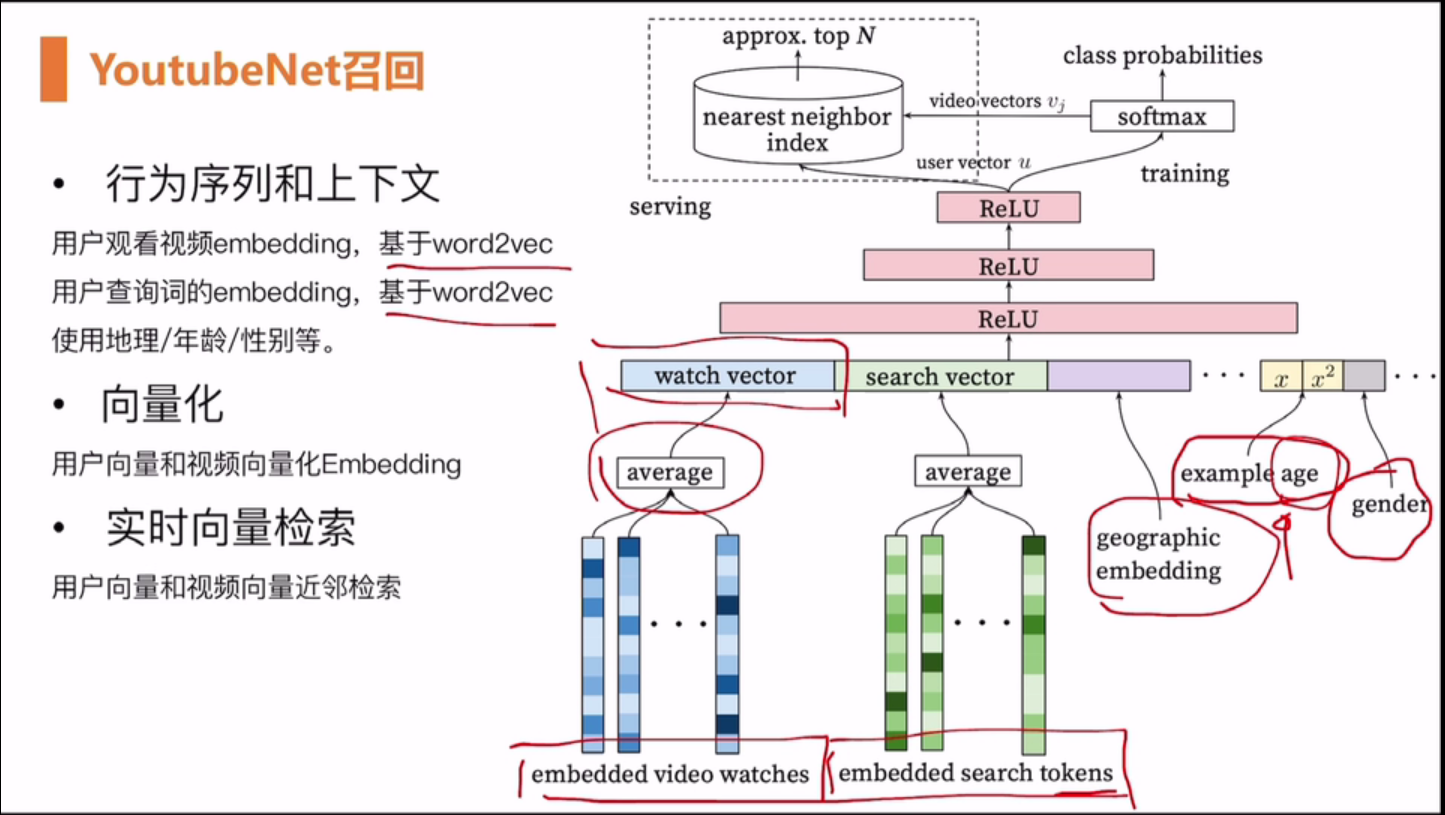 YoutubeNet召回
• 行为序列和上下文
用户观看视频embedding，基于word2vec
用户查询词的embedding，基于word2vec
使用地理/年龄/性别等。
• 向量化
用户向量和视频向量化Embedding
• 实时向量检索
用户向量和视频向量近邻检索
approx. top N
class probabilities
nearest neighbor
index
video vectors v_j
softmax
user vector u
training
serving
ReLU
ReLU
ReLU
watch vector
search vector
...
x
x²
...
average
average
example age
gender
geographic
embedding
...
...
embedded video watches
embedded search tokens